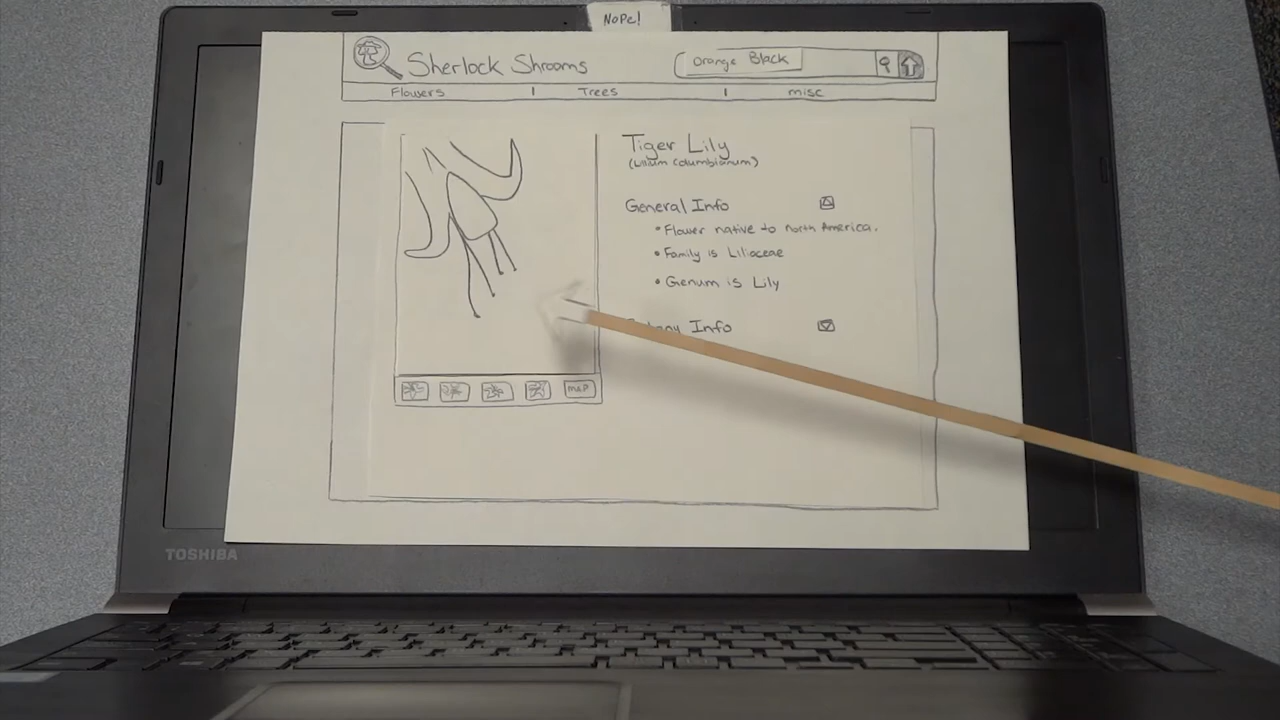 NoPe!
Sherlock Shrooms
Orange Black
Flowers | Trees | misc
Tiger Lily
(Lilium Columbianum)
General Info
• Flower native to north America.
• Family is Liliaceae
• Genum is Lily
Info
MAP
TOSHIBA